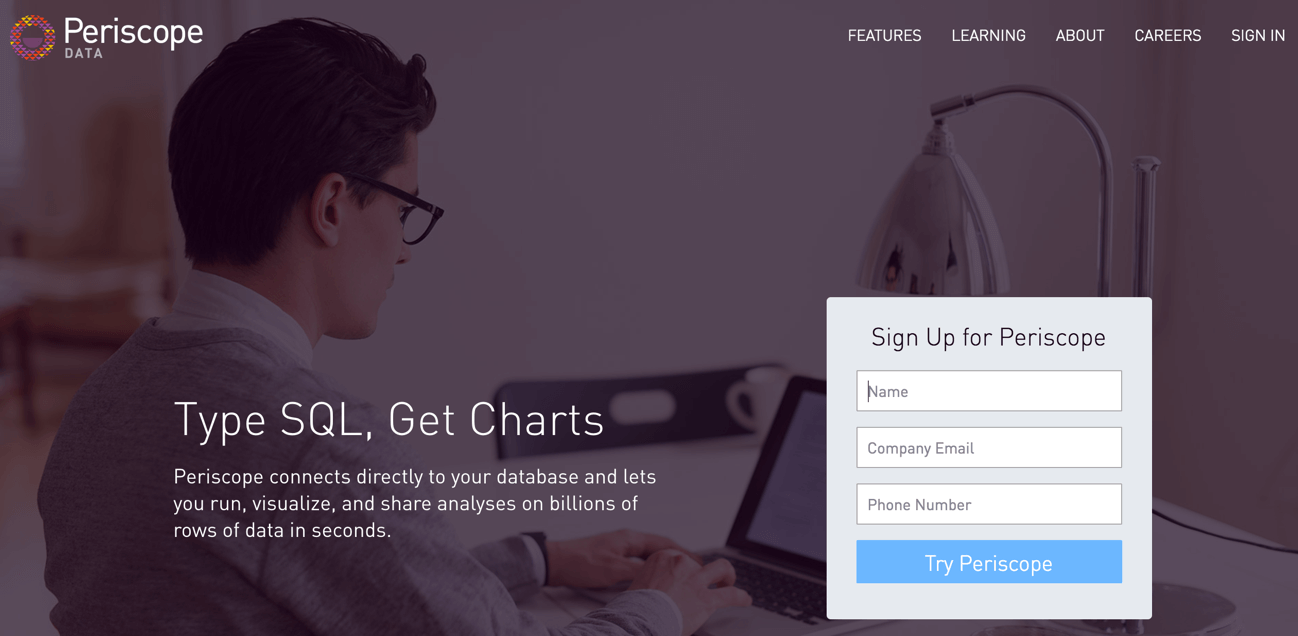 Periscope
DATA
FEATURES LEARNING ABOUT CAREERS SIGN IN
Sign Up for Periscope
Name
Company Email
Phone Number
Try Periscope
Type SQL, Get Charts
Periscope connects directly to your database and lets
you run, visualize, and share analyses on billions of
rows of data in seconds.